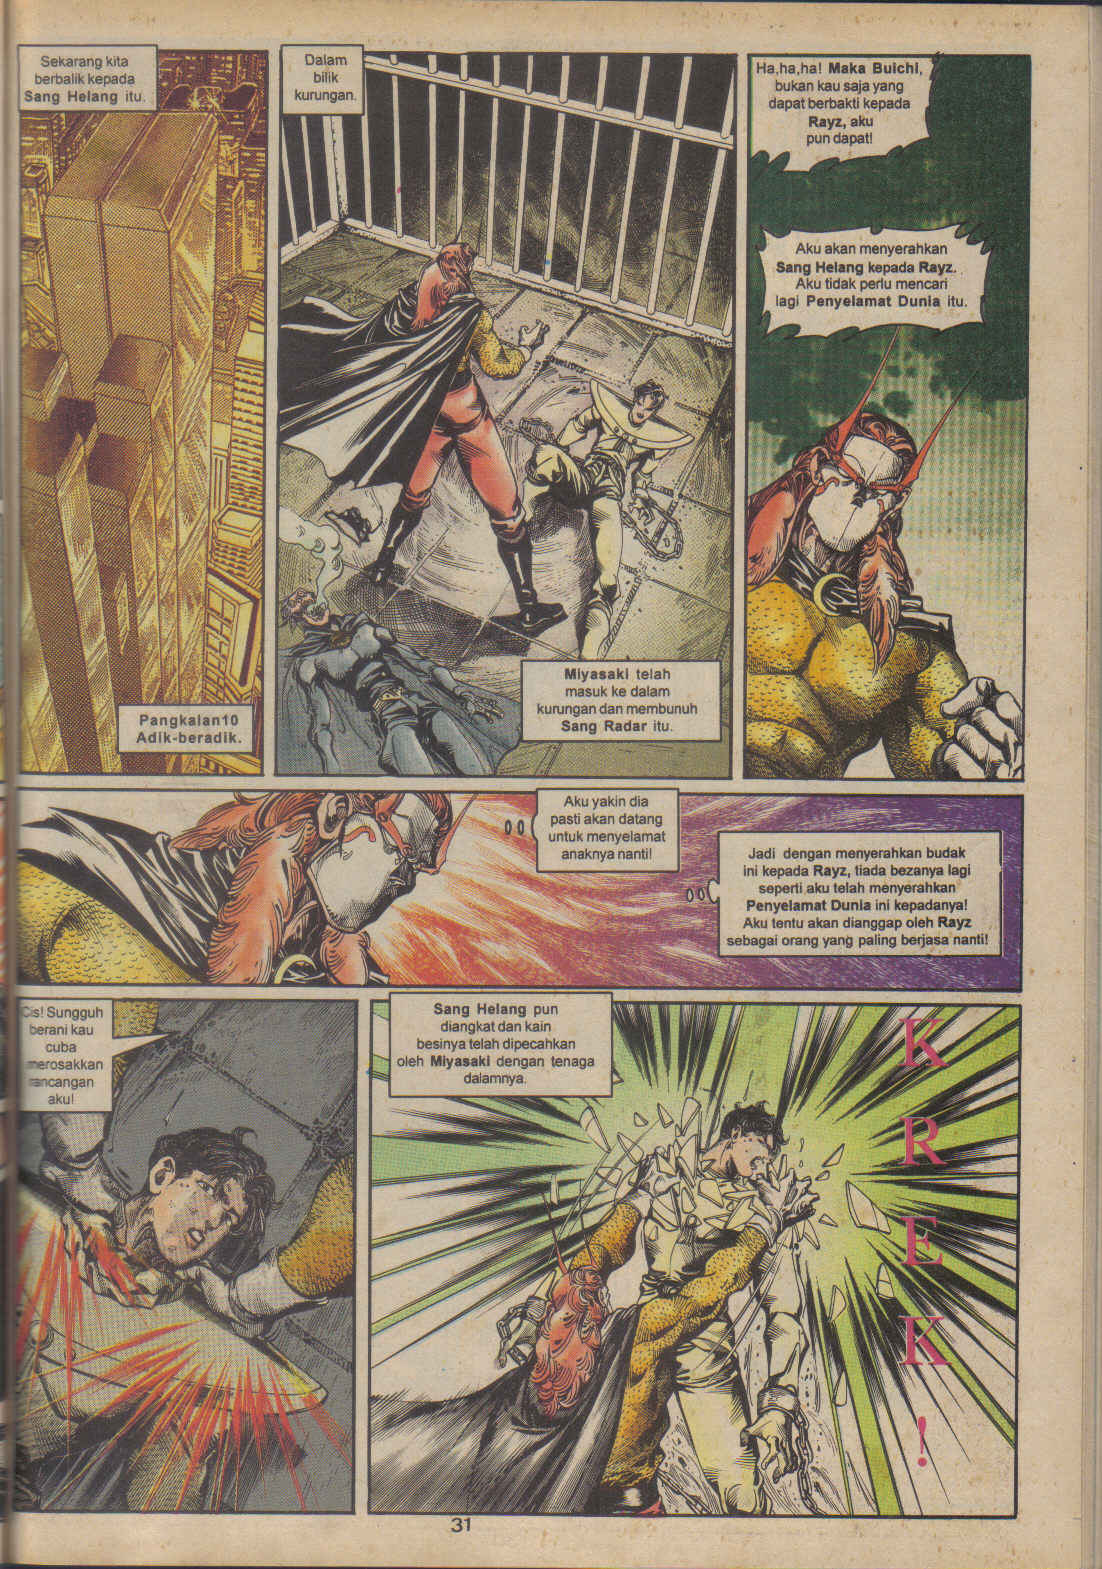 Sekarang kita
berbalik kepada
Sang Helang itu.
Pangkalan10
Adik-beradik.
Dalam
bilik
kurungan.
Miyasaki telah
masuk ke dalam
kurungan dan membunuh
Sang Radar itu.
Ha,ha,ha! Maka Buichi,
bukan kau saja yang
dapat berbakti kepada
Rayz, aku
pun dapat!
Aku akan menyerahkan
Sang Helang kepada Rayz.
Aku tidak perlu mencari
lagi Penyelamat Dunia itu.
Aku yakin dia
pasti akan datang
untuk menyelamat
anaknya nanti!
Jadi dengan menyerahkan budak
ini kepada Rayz, tiada bezanya lagi
seperti aku telah menyerahkan
Penyelamat Dunia ini kepadanya!
Aku tentu akan dianggap oleh Rayz
sebagai orang yang paling berjasa nanti!
Cis! Sungguh
berani kau
cuba
merosakkan
rancangan
aku!
Sang Helang pun
diangkat dan kain
besinya telah dipecahkan
oleh Miyasaki dengan tenaga
dalamnya.
K
R
E
K
!
31